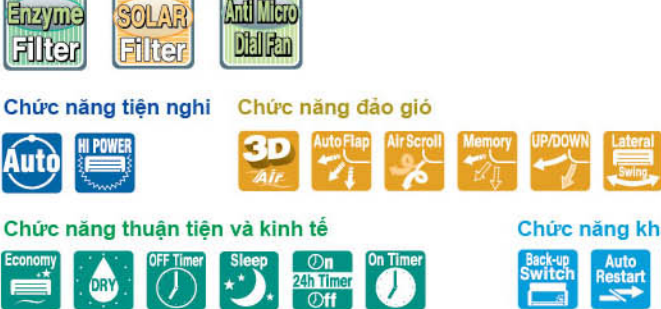 Enzyme Filter
SOLAR Filter
Anti Micro Dial Fan
Chức năng tiện nghi
Chức năng đảo gió
Auto
HI POWER
3D Air
Auto Flap
Air Scroll
Memory
UP/DOWN
Lateral Swing
Chức năng thuận tiện và kinh tế
Chức năng kh
Economy
DRY
OFF Timer
Sleep
On 24h Timer Off
On Timer
Back-up Switch
Auto Restart